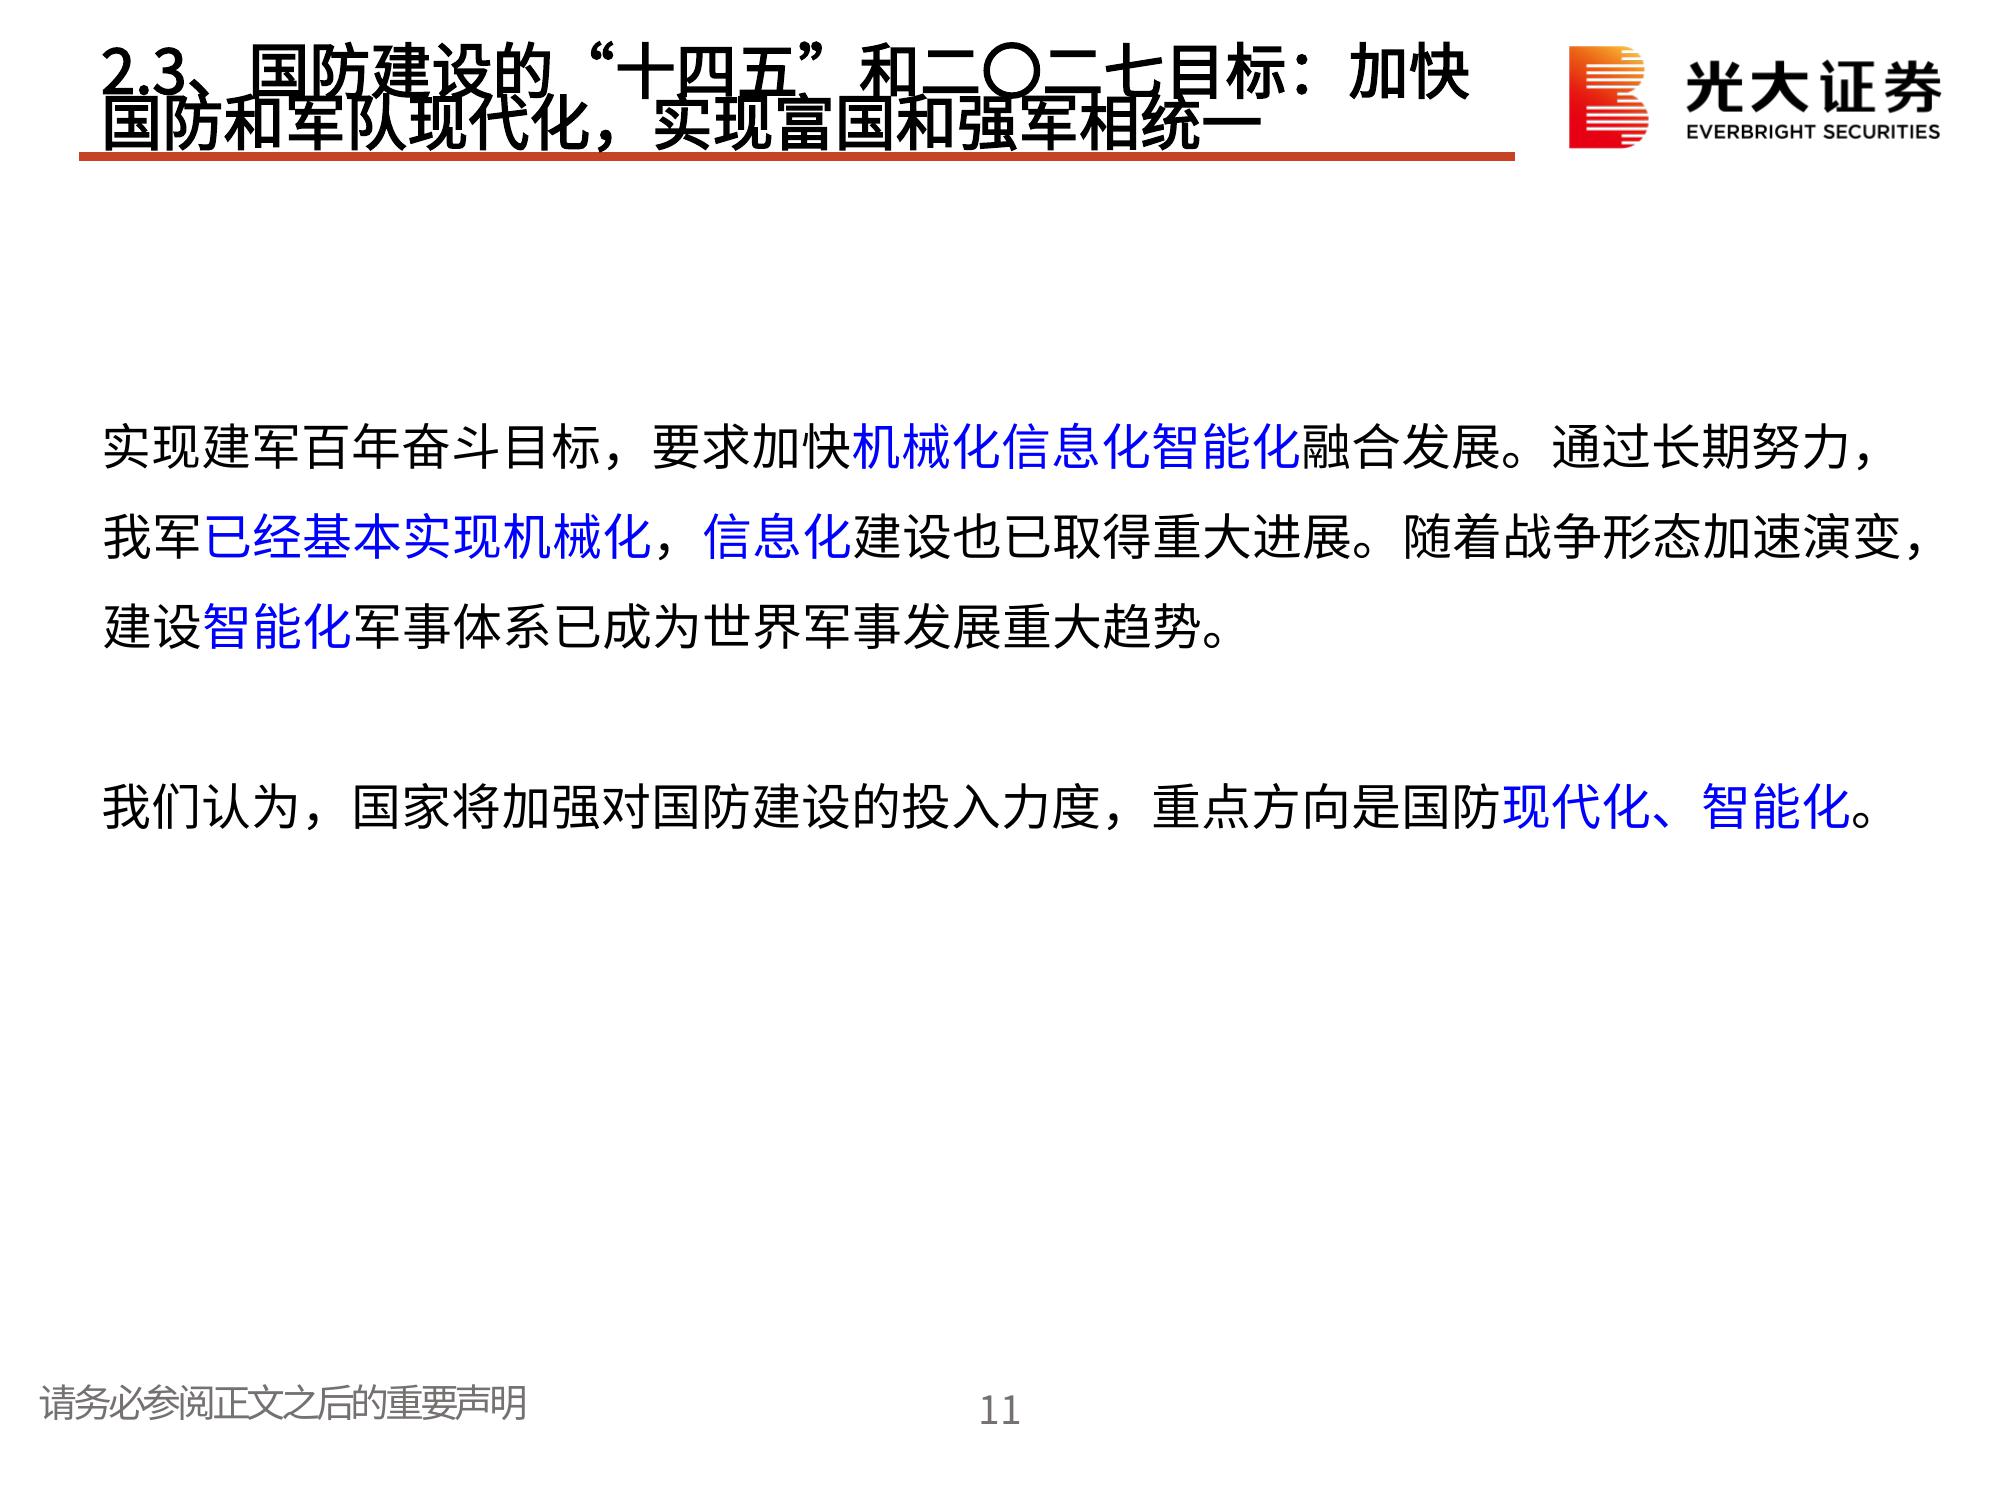 2.3、国防建设的“十四五”和二〇二七目标：加快
国防和军队现代化，实现富国和强军相统一
光大证券
EVERBRIGHT SECURITIES
实现建军百年奋斗目标，要求加快机械化信息化智能化融合发展。通过长期努力，
我军已经基本实现机械化，信息化建设也已取得重大进展。随着战争形态加速演变，
建设智能化军事体系已成为世界军事发展重大趋势。
我们认为，国家将加强对国防建设的投入力度，重点方向是国防现代化、智能化。
请务必参阅正文之后的重要声明
11